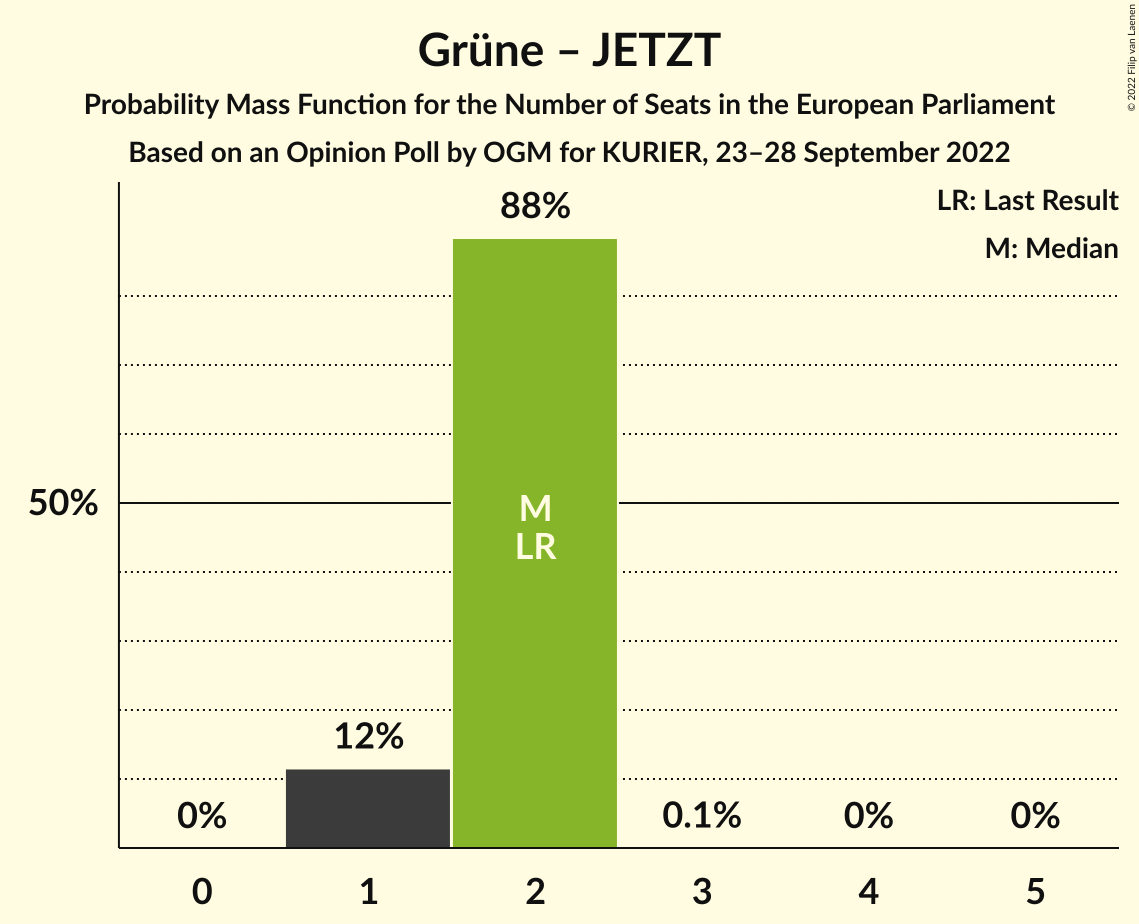 Grüne – JETZT
Probability Mass Function for the Number of Seats in the European Parliament
Based on an Opinion Poll by OGM for KURIER, 23–28 September 2022
© 2022 Filip van Laenen
LR: Last Result
M: Median
88%
50%
M
LR
12%
0%
0.1%
0%
0%
0 1 2 3 4 5